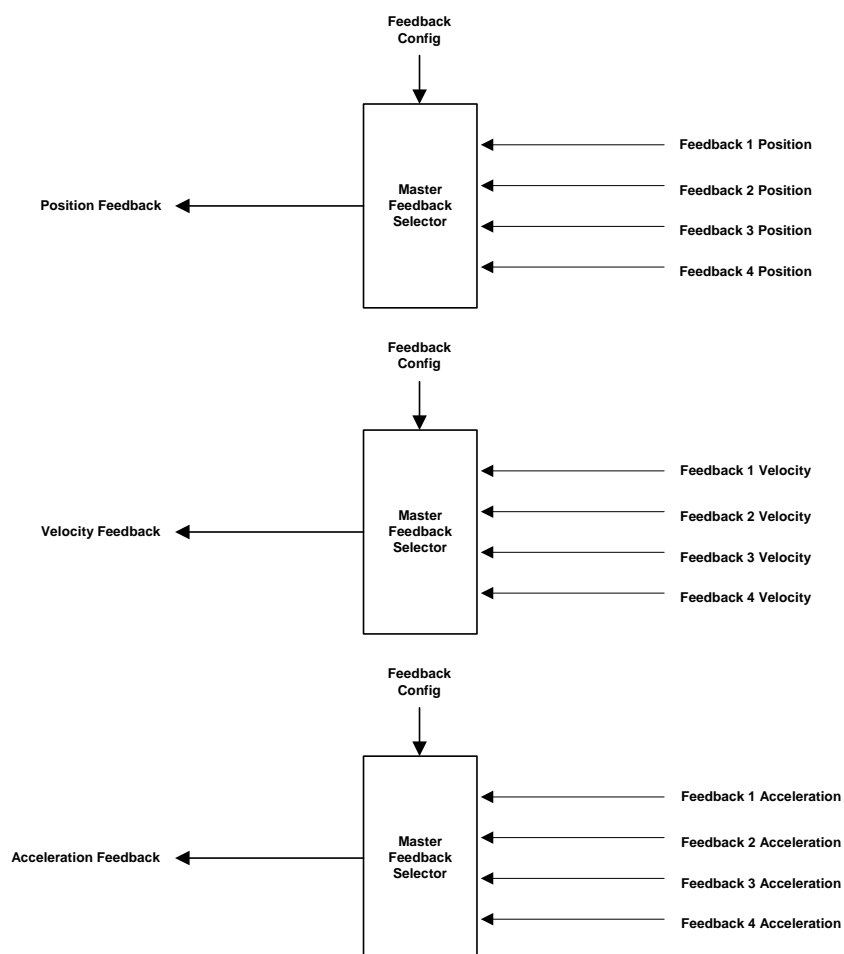 Feedback
Config
Feedback 1 Position
Feedback 2 Position
Feedback 3 Position
Feedback 4 Position
Master
Feedback
Selector
Position Feedback
Feedback
Config
Feedback 1 Velocity
Feedback 2 Velocity
Feedback 3 Velocity
Feedback 4 Velocity
Master
Feedback
Selector
Velocity Feedback
Feedback
Config
Feedback 1 Acceleration
Feedback 2 Acceleration
Feedback 3 Acceleration
Feedback 4 Acceleration
Master
Feedback
Selector
Acceleration Feedback